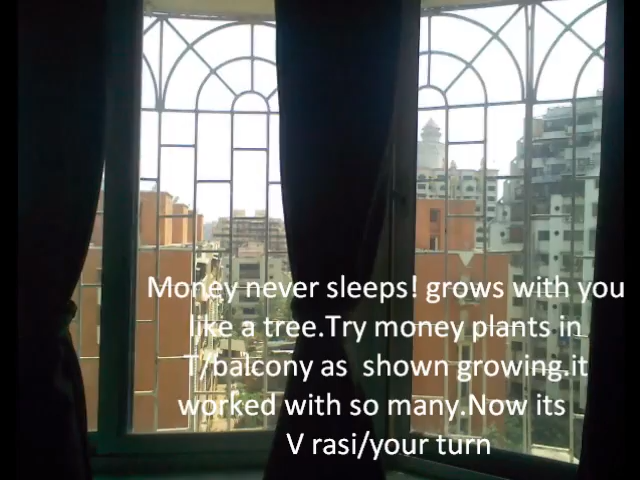 Money never sleeps! grows with you
like a tree.Try money plants in
T/balcony as  shown growing.it
worked with so many.Now its
V rasi/your turn